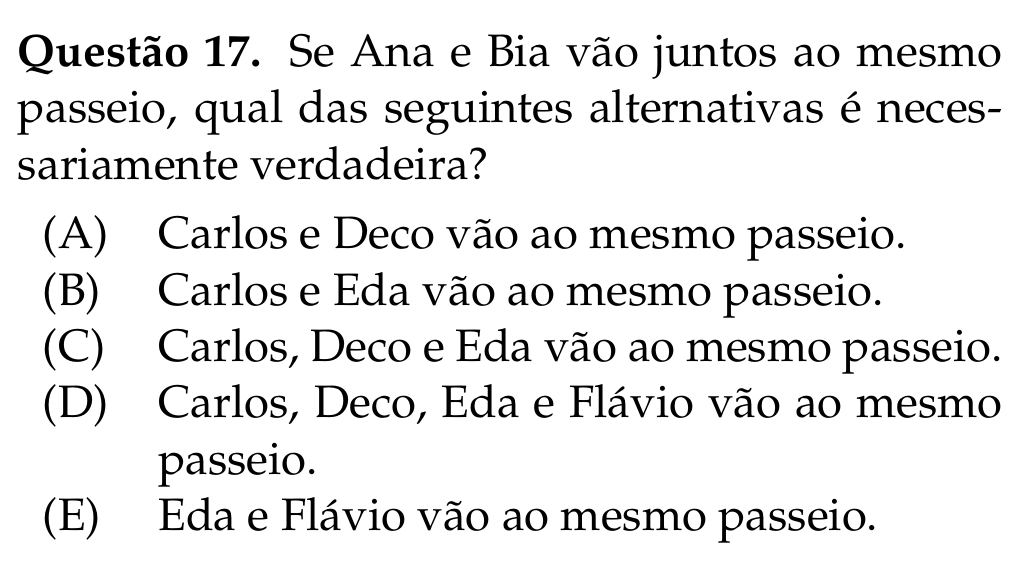 Questão 17. Se Ana e Bia vão juntos ao mesmo
passeio, qual das seguintes alternativas é neces-
sariamente verdadeira?
(A) Carlos e Deco vão ao mesmo passeio.
(B) Carlos e Eda vão ao mesmo passeio.
(C) Carlos, Deco e Eda vão ao mesmo passeio.
(D) Carlos, Deco, Eda e Flávio vão ao mesmo
passeio.
(E) Eda e Flávio vão ao mesmo passeio.